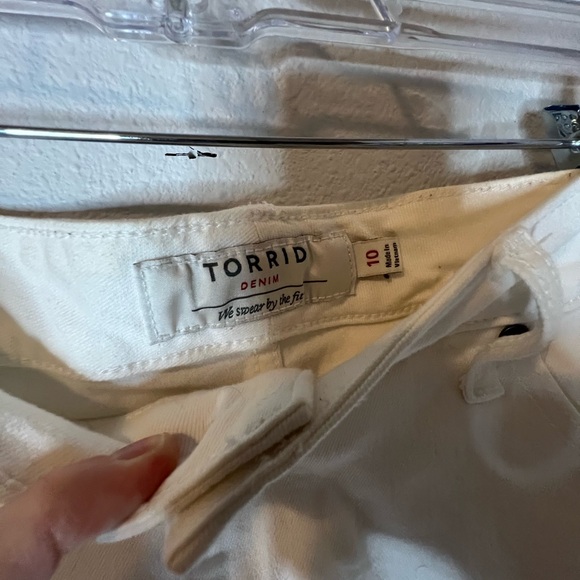 TORRID
DENIM
We swear by the fit
10
Made in
Vietnam